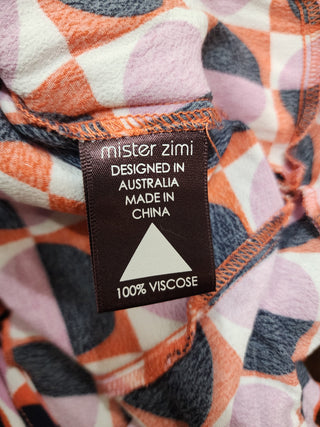 mister zimi
DESIGNED IN
AUSTRALIA
MADE IN
CHINA
100% VISCOSE